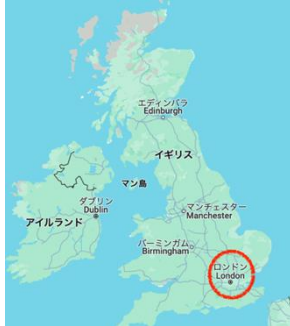 エディンバラ
Edinburgh
イギリス
マン島
ダブリン
Dublin
アイルランド
マンチェスター
Manchester
バーミンガム
Birmingham
ロンドン
London